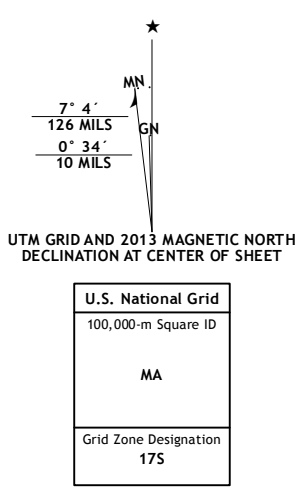 ★
MN
7° 4´
126 MILS
GN
0° 34´
10 MILS
UTM GRID AND 2013 MAGNETIC NORTH
DECLINATION AT CENTER OF SHEET
U.S. National Grid
100,000-m Square ID
MA
Grid Zone Designation
17S